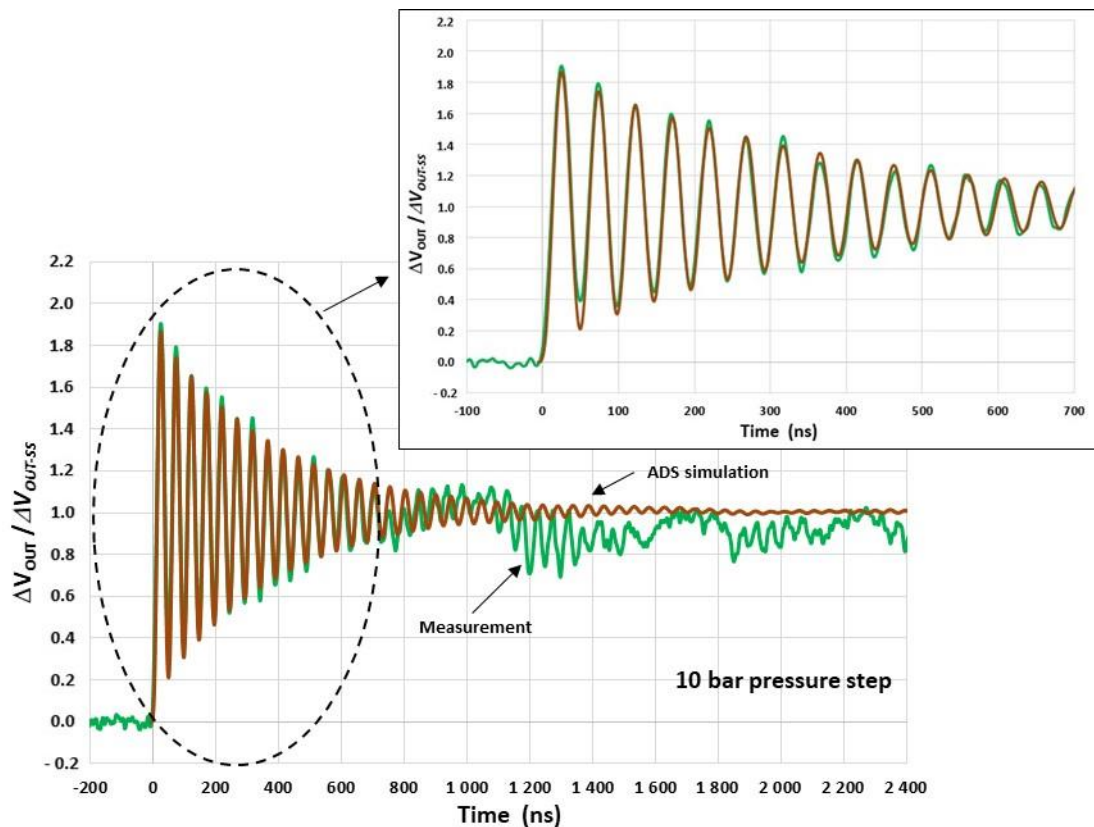 2.2
2.0
1.8
1.6
1.4
1.2
1.0
0.8
0.6
0.4
0.2
0.0
- 0.2
ΔV_OUT / ΔV_OUT-SS
-100 0 100 200 300 400 500 600 700
Time (ns)
2.2
2.0
1.8
1.6
1.4
1.2
1.0
0.8
0.6
0.4
0.2
0.0
- 0.2
ΔV_OUT / ΔV_OUT-SS
ADS simulation
Measurement
10 bar pressure step
-200 0 200 400 600 800 1 000 1 200 1 400 1 600 1 800 2 000 2 200 2 400
Time (ns)